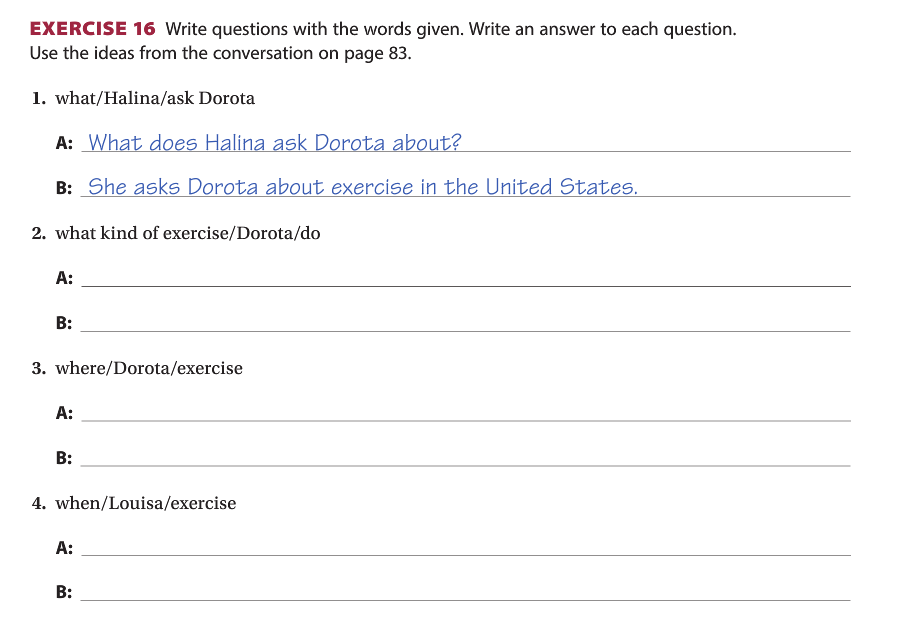 EXERCISE 16 Write questions with the words given. Write an answer to each question.
Use the ideas from the conversation on page 83.
1. what/Halina/ask Dorota
A: What does Halina ask Dorota about?
B: She asks Dorota about exercise in the United States.
2. what kind of exercise/Dorota/do
A:
B:
3. where/Dorota/exercise
A:
B:
4. when/Louisa/exercise
A:
B: